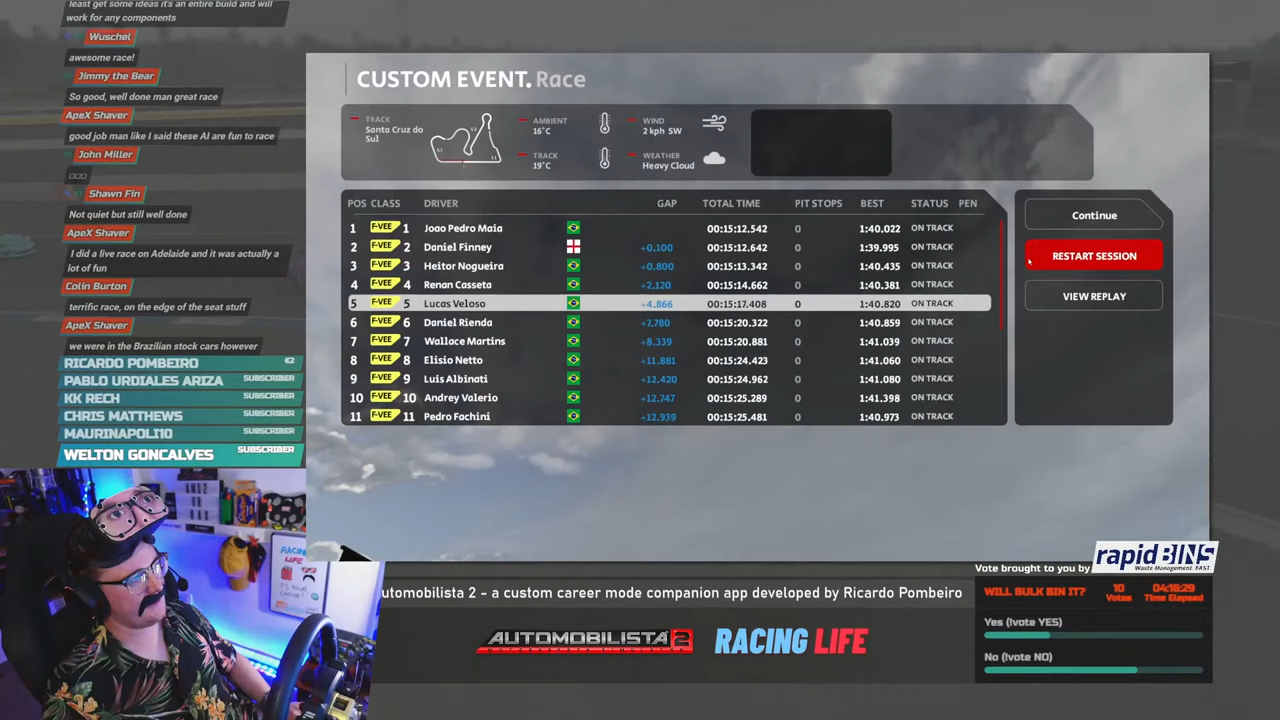 least get some ideas it's an entire build and will
work for any components
Wuschel
awesome race!
Jimmy the Bear
So good, well done man great race
ApeX Shaver
good job man like I said these AI are fun to race
John Miller
ooo
Shawn Fin
Not quiet but still well done
ApeX Shaver
I did a live race on Adelaide and it was actually a
lot of fun
Colin Burton
terrific race, on the edge of the seat stuff
ApeX Shaver
we were in the Brazilian stock cars however
RICARDO POMBEIRO €2
PABLO URDIALES ARIZA SUBSCRIBER
KK RECH SUBSCRIBER
CHRIS MATTHEWS SUBSCRIBER
MAURINAPOLI10 SUBSCRIBER
WELTON GONCALVES SUBSCRIBER
CUSTOM EVENT. Race
TRACK
Santa Cruz do
Sul
AMBIENT
16°C
TRACK
19°C
WIND
2 kph SW
WEATHER
Heavy Cloud
POS CLASS DRIVER GAP TOTAL TIME PIT STOPS BEST STATUS PEN
1 F-VEE 1 Joao Pedro Maia 00:15:12.542 0 1:40.022 ON TRACK
2 F-VEE 2 Daniel Finney +0.100 00:15:12.642 0 1:39.995 ON TRACK
3 F-VEE 3 Heitor Nogueira +0.800 00:15:13.342 0 1:40.435 ON TRACK
4 F-VEE 4 Renan Casseta +2.120 00:15:14.662 0 1:40.381 ON TRACK
5 F-VEE 5 Lucas Veloso +4.866 00:15:17.408 0 1:40.820 ON TRACK
6 F-VEE 6 Daniel Rienda +7.780 00:15:20.322 0 1:40.859 ON TRACK
7 F-VEE 7 Wallace Martins +8.339 00:15:20.881 0 1:41.039 ON TRACK
8 F-VEE 8 Elisio Netto +11.881 00:15:24.423 0 1:41.060 ON TRACK
9 F-VEE 9 Luis Albinati +12.420 00:15:24.962 0 1:41.080 ON TRACK
10 F-VEE 10 Andrey Valerio +12.747 00:15:25.289 0 1:41.398 ON TRACK
11 F-VEE 11 Pedro Fachini +12.939 00:15:25.481 0 1:40.973 ON TRACK
Continue
RESTART SESSION
VIEW REPLAY
AMS2
VR
RACING
LIFE
Vote brought to you by
rapidBINS
Waste Management. FAST.
WILL BULK BIN IT?
10
Votes
04:16:29
Time Elapsed
Yes (!vote YES)
No (!vote NO)
utomobilista 2 - a custom career mode companion app developed by Ricardo Pombeiro
AUTOMOBILISTA 2
RACING LIFE